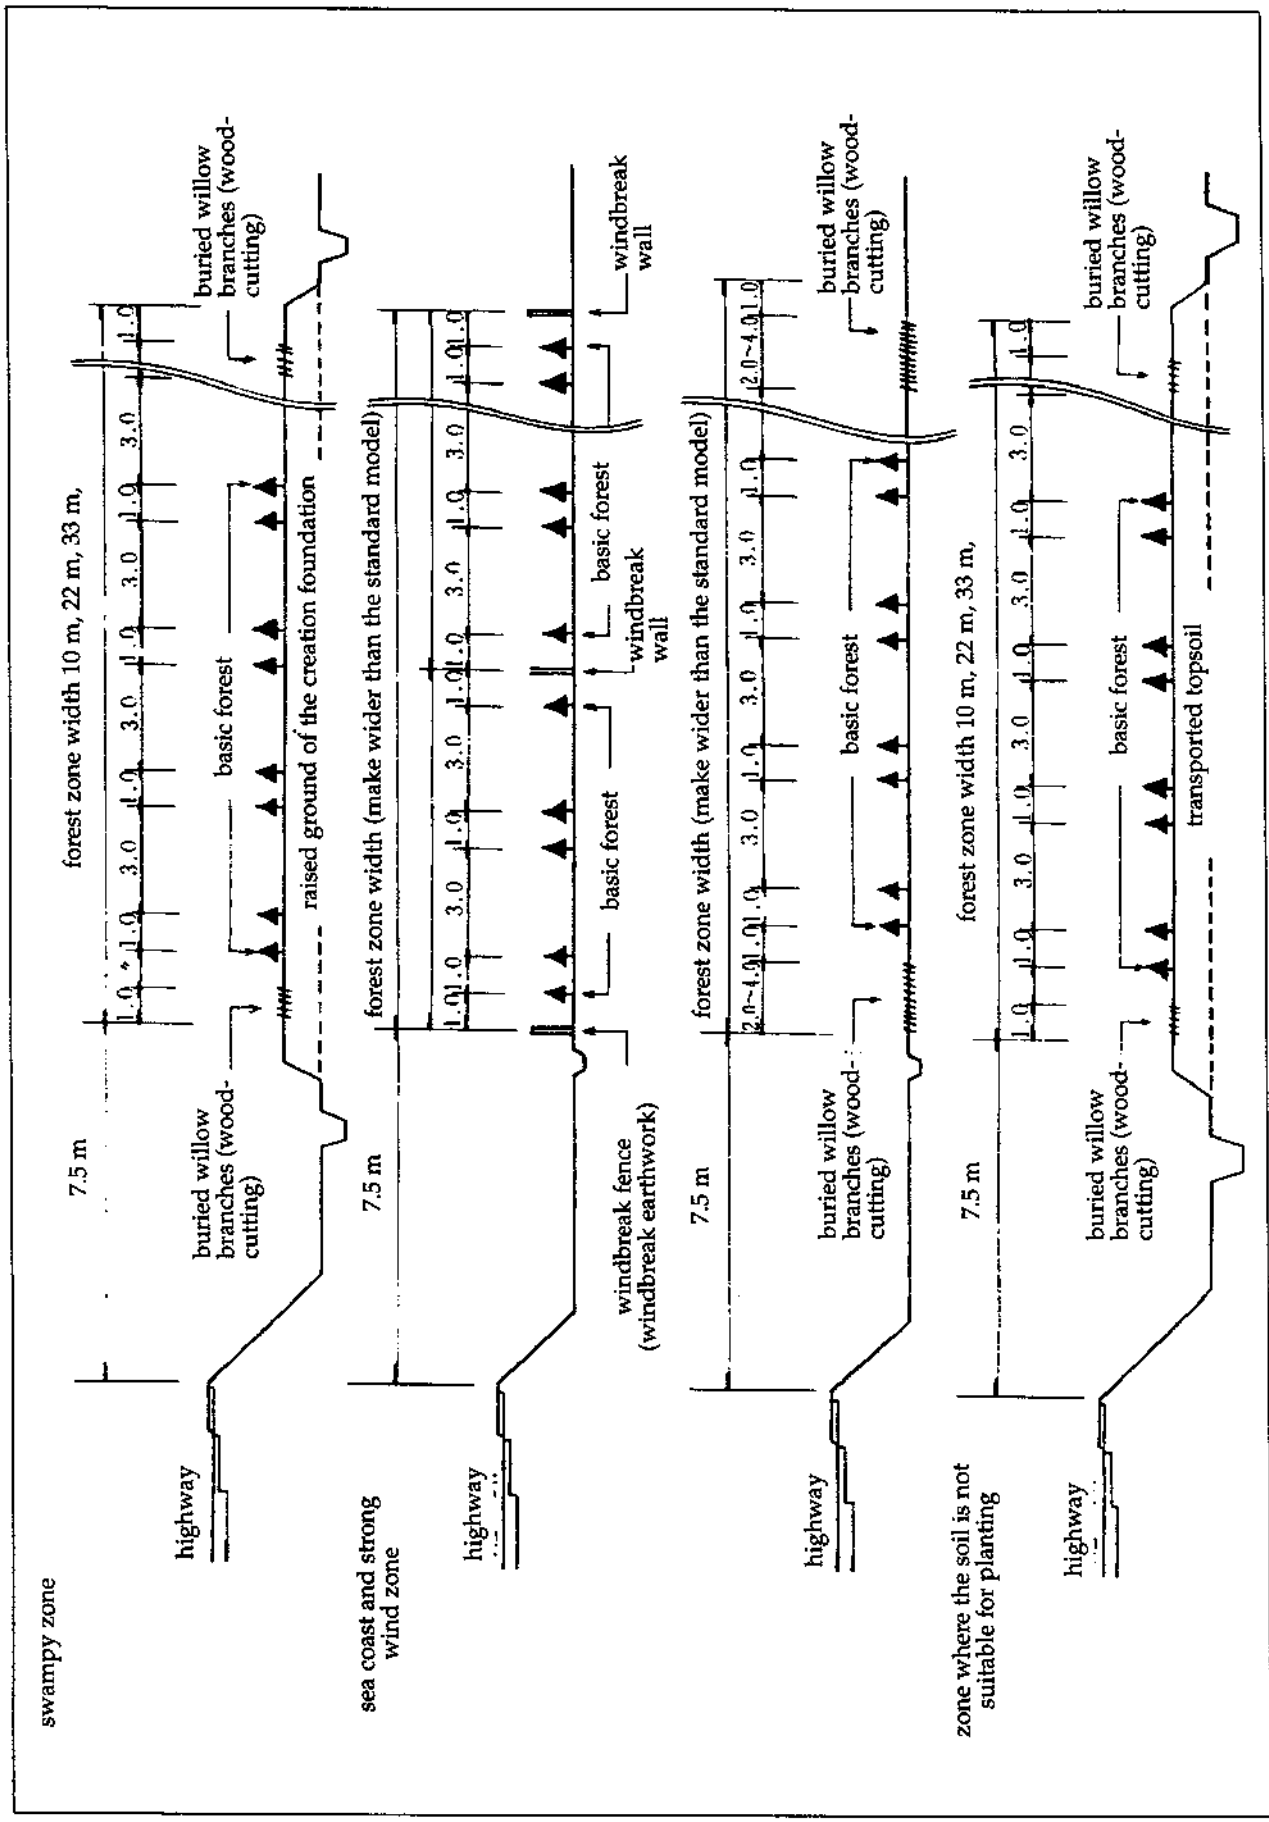 swampy zone
7.5 m
forest zone width 10 m, 22 m, 33 m,
1.0 1.0 3.0 1.0 3.0 1.0 3.0 1.0 3.0 1.0
highway
buried willow
branches (wood-
cutting)
basic forest
buried willow
branches (wood-
cutting)
raised ground of the creation foundation
sea coast and strong
wind zone
7.5 m
forest zone width (make wider than the standard model)
1.0 1.0 3.0 1.0 3.0 1.0 1.0 3.0 1.0 3.0 1.0 1.0
highway
windbreak fence
(windbreak earthwork)
basic forest
windbreak
wall
basic forest
windbreak
wall
7.5 m
forest zone width (make wider than the standard model)
2.0~4.0 1.0 1.0 3.0 1.0 3.0 1.0 3.0 1.0 2.0~4.0 1.0
highway
buried willow
branches (wood-
cutting)
basic forest
buried willow
branches (wood-
cutting)
zone where the soil is not
suitable for planting
7.5 m
forest zone width 10 m, 22 m, 33 m,
1.0 1.0 3.0 1.0 3.0 1.0 3.0 1.0 3.0 1.0
highway
buried willow
branches (wood-
cutting)
basic forest
buried willow
branches (wood-
cutting)
transported topsoil